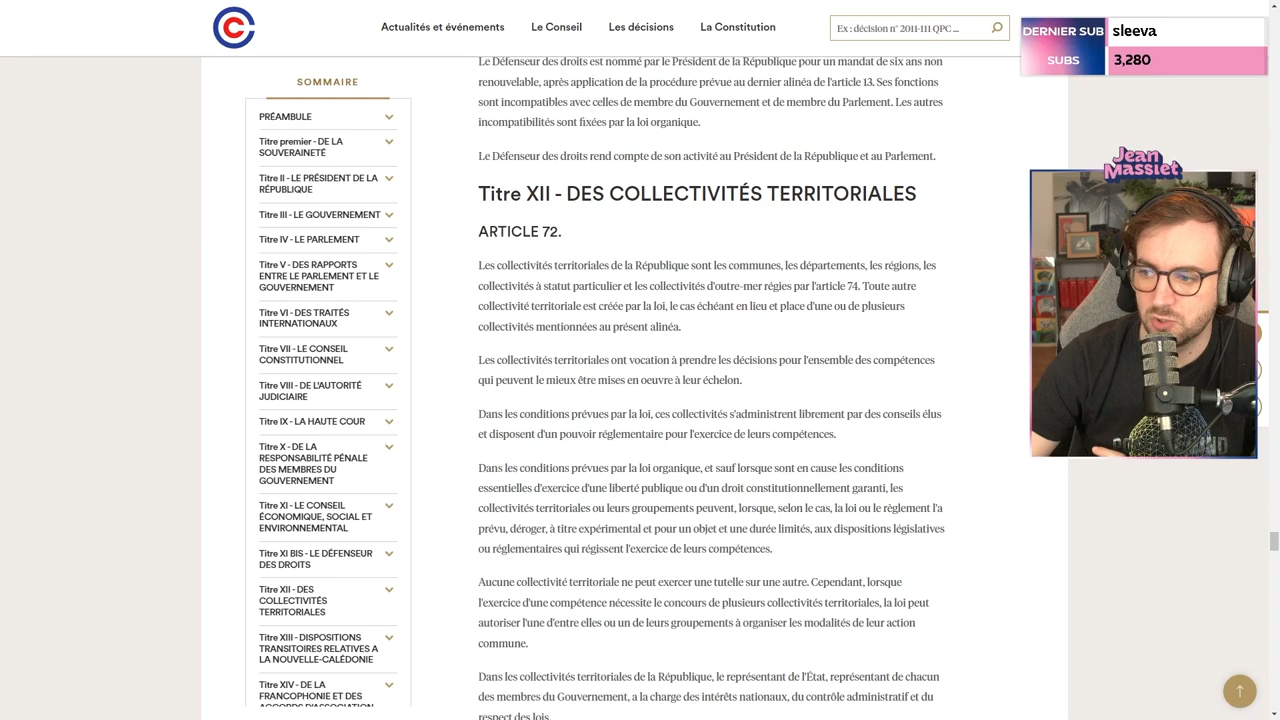 Actualités et événements
Le Conseil
Les décisions
La Constitution
Ex : décision n° 2011-111 QPC ...
DERNIER SUB
sleeva
SUBS
3,280
Jean
Massiet
SOMMAIRE
PRÉAMBULE
Titre premier - DE LA
SOUVERAINETÉ
Titre II - LE PRÉSIDENT DE LA
RÉPUBLIQUE
Titre III - LE GOUVERNEMENT
Titre IV - LE PARLEMENT
Titre V - DES RAPPORTS
ENTRE LE PARLEMENT ET LE
GOUVERNEMENT
Titre VI - DES TRAITÉS
INTERNATIONAUX
Titre VII - LE CONSEIL
CONSTITUTIONNEL
Titre VIII - DE L'AUTORITÉ
JUDICIAIRE
Titre IX - LA HAUTE COUR
Titre X - DE LA
RESPONSABILITÉ PÉNALE
DES MEMBRES DU
GOUVERNEMENT
Titre XI - LE CONSEIL
ÉCONOMIQUE, SOCIAL ET
ENVIRONNEMENTAL
Titre XI BIS - LE DÉFENSEUR
DES DROITS
Titre XII - DES
COLLECTIVITÉS
TERRITORIALES
Titre XIII - DISPOSITIONS
TRANSITOIRES RELATIVES A
LA NOUVELLE-CALÉDONIE
Titre XIV - DE LA
FRANCOPHONIE ET DES
ACCORDS D'ASSOCIATION
Le Défenseur des droits est nommé par le Président de la République pour un mandat de six ans non
renouvelable, après application de la procédure prévue au dernier alinéa de l'article 13. Ses fonctions
sont incompatibles avec celles de membre du Gouvernement et de membre du Parlement. Les autres
incompatibilités sont fixées par la loi organique.
Le Défenseur des droits rend compte de son activité au Président de la République et au Parlement.
Titre XII - DES COLLECTIVITÉS TERRITORIALES
ARTICLE 72.
Les collectivités territoriales de la République sont les communes, les départements, les régions, les
collectivités à statut particulier et les collectivités d'outre-mer régies par l'article 74. Toute autre
collectivité territoriale est créée par la loi, le cas échéant en lieu et place d'une ou de plusieurs
collectivités mentionnées au présent alinéa.
Les collectivités territoriales ont vocation à prendre les décisions pour l'ensemble des compétences
qui peuvent le mieux être mises en oeuvre à leur échelon.
Dans les conditions prévues par la loi, ces collectivités s'administrent librement par des conseils élus
et disposent d'un pouvoir réglementaire pour l'exercice de leurs compétences.
Dans les conditions prévues par la loi organique, et sauf lorsque sont en cause les conditions
essentielles d'exercice d'une liberté publique ou d'un droit constitutionnellement garanti, les
collectivités territoriales ou leurs groupements peuvent, lorsque, selon le cas, la loi ou le règlement l'a
prévu, déroger, à titre expérimental et pour un objet et une durée limités, aux dispositions législatives
ou réglementaires qui régissent l'exercice de leurs compétences.
Aucune collectivité territoriale ne peut exercer une tutelle sur une autre. Cependant, lorsque
l'exercice d'une compétence nécessite le concours de plusieurs collectivités territoriales, la loi peut
autoriser l'une d'entre elles ou un de leurs groupements à organiser les modalités de leur action
commune.
Dans les collectivités territoriales de la République, le représentant de l'État, représentant de chacun
des membres du Gouvernement, a la charge des intérêts nationaux, du contrôle administratif et du
respect des lois.